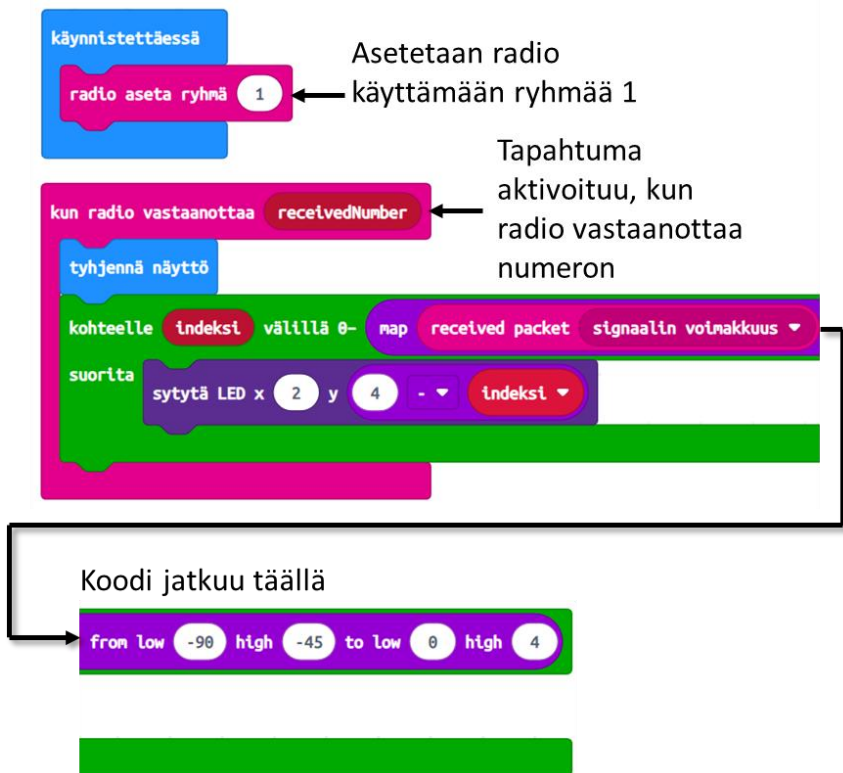 käynnistettäessä
radio aseta ryhmä 1
Asetetaan radio
käyttämään ryhmää 1
Tapahtuma
aktivoituu, kun
radio vastaanottaa
numeron
kun radio vastaanottaa receivedNumber
tyhjennä näyttö
kohteelle indeksi välillä 0- map received packet signaalin voimakkuus
suorita
sytytä LED x 2 y 4 - indeksi
Koodi jatkuu täällä
from low -90 high -45 to low 0 high 4